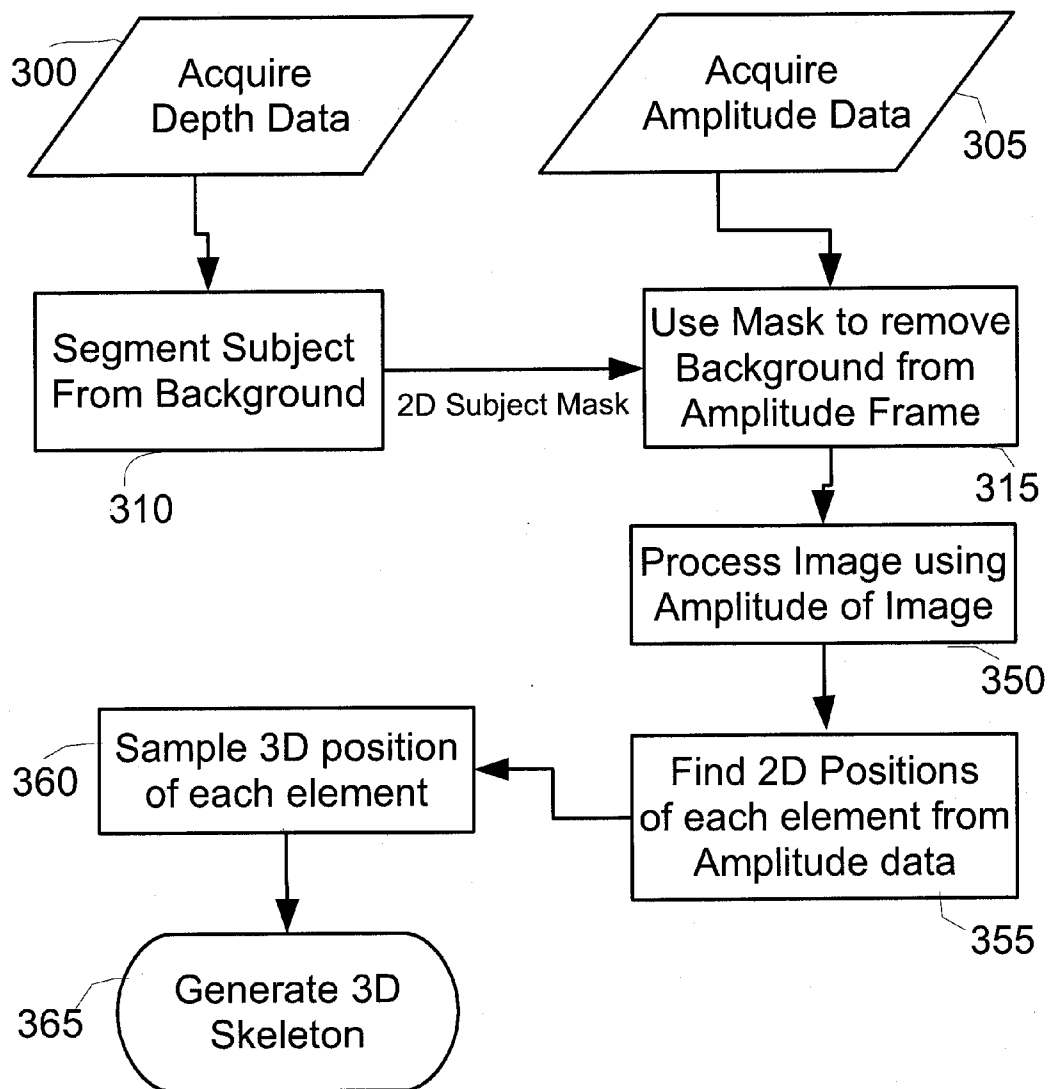 300
Acquire
Depth Data
Acquire
Amplitude Data
305
Segment Subject
From Background
310
2D Subject Mask
Use Mask to remove
Background from
Amplitude Frame
315
Process Image using
Amplitude of Image
350
Find 2D Positions
of each element from
Amplitude data
355
360
Sample 3D position
of each element
365
Generate 3D
Skeleton